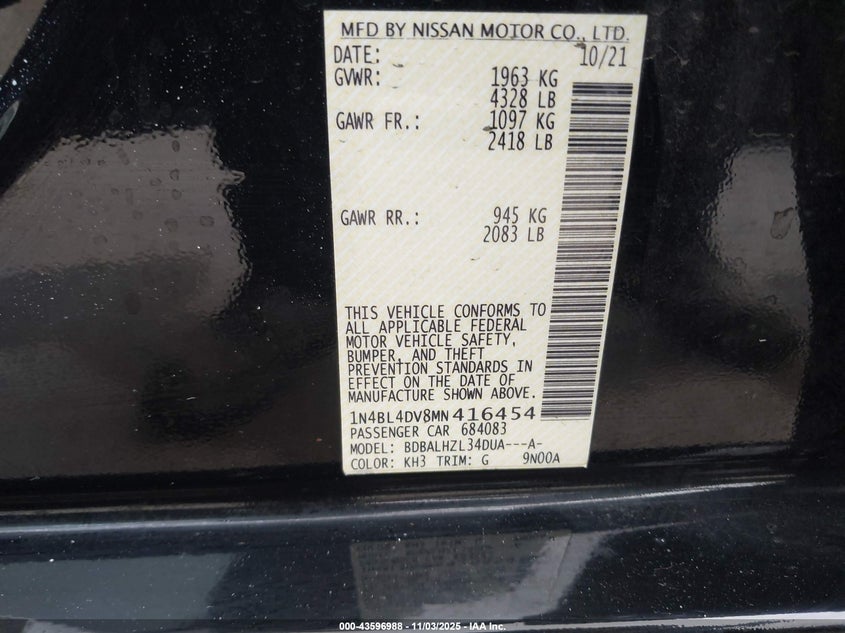 MFD BY NISSAN MOTOR CO., LTD.
DATE: 10/21
GVWR: 1963 KG
4328 LB
GAWR FR.: 1097 KG
2418 LB
GAWR RR.: 945 KG
2083 LB
THIS VEHICLE CONFORMS TO
ALL APPLICABLE FEDERAL
MOTOR VEHICLE SAFETY,
BUMPER, AND THEFT
PREVENTION STANDARDS IN
EFFECT ON THE DATE OF
MANUFACTURE SHOWN ABOVE.
1N4BL4DV8MN416454
PASSENGER CAR 684083
MODEL: BDBALHZL34DUA---A-
COLOR: KH3 TRIM: G 9N00A
000-43596988 - 11/03/2025 - IAA Inc.